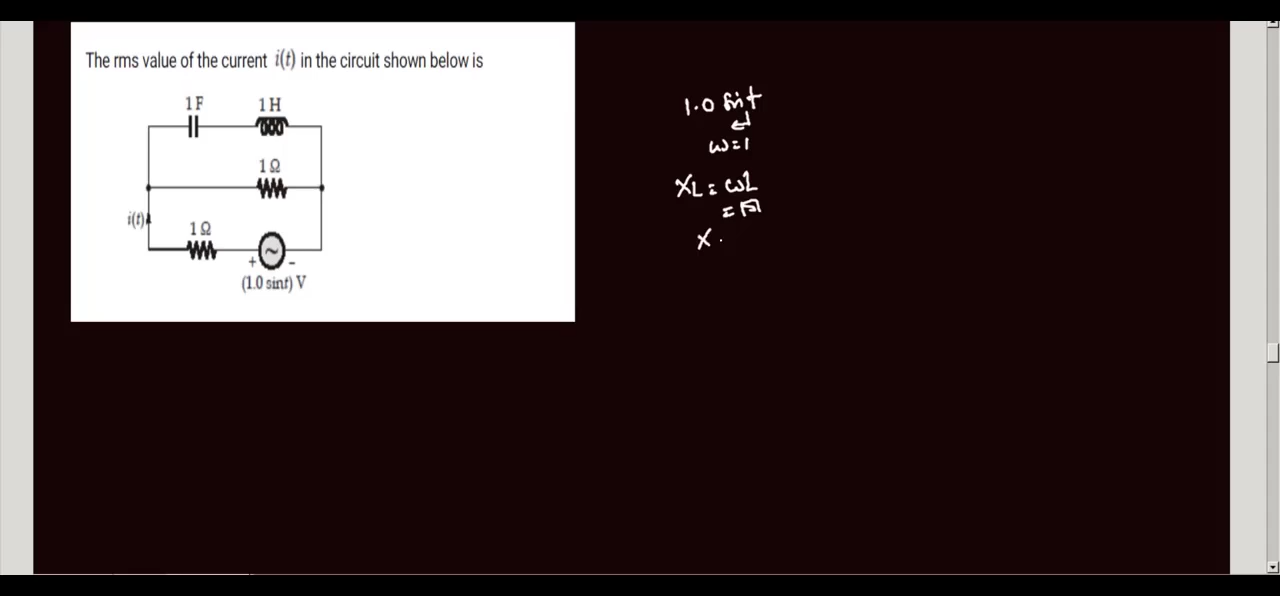 The rms value of the current i(t) in the circuit shown below is
1 F 1 H
1 Ω
i(t)
1 Ω
+ −
(1.0 sint) V
1.0 sint
ω=1
XL = ωL
=
X